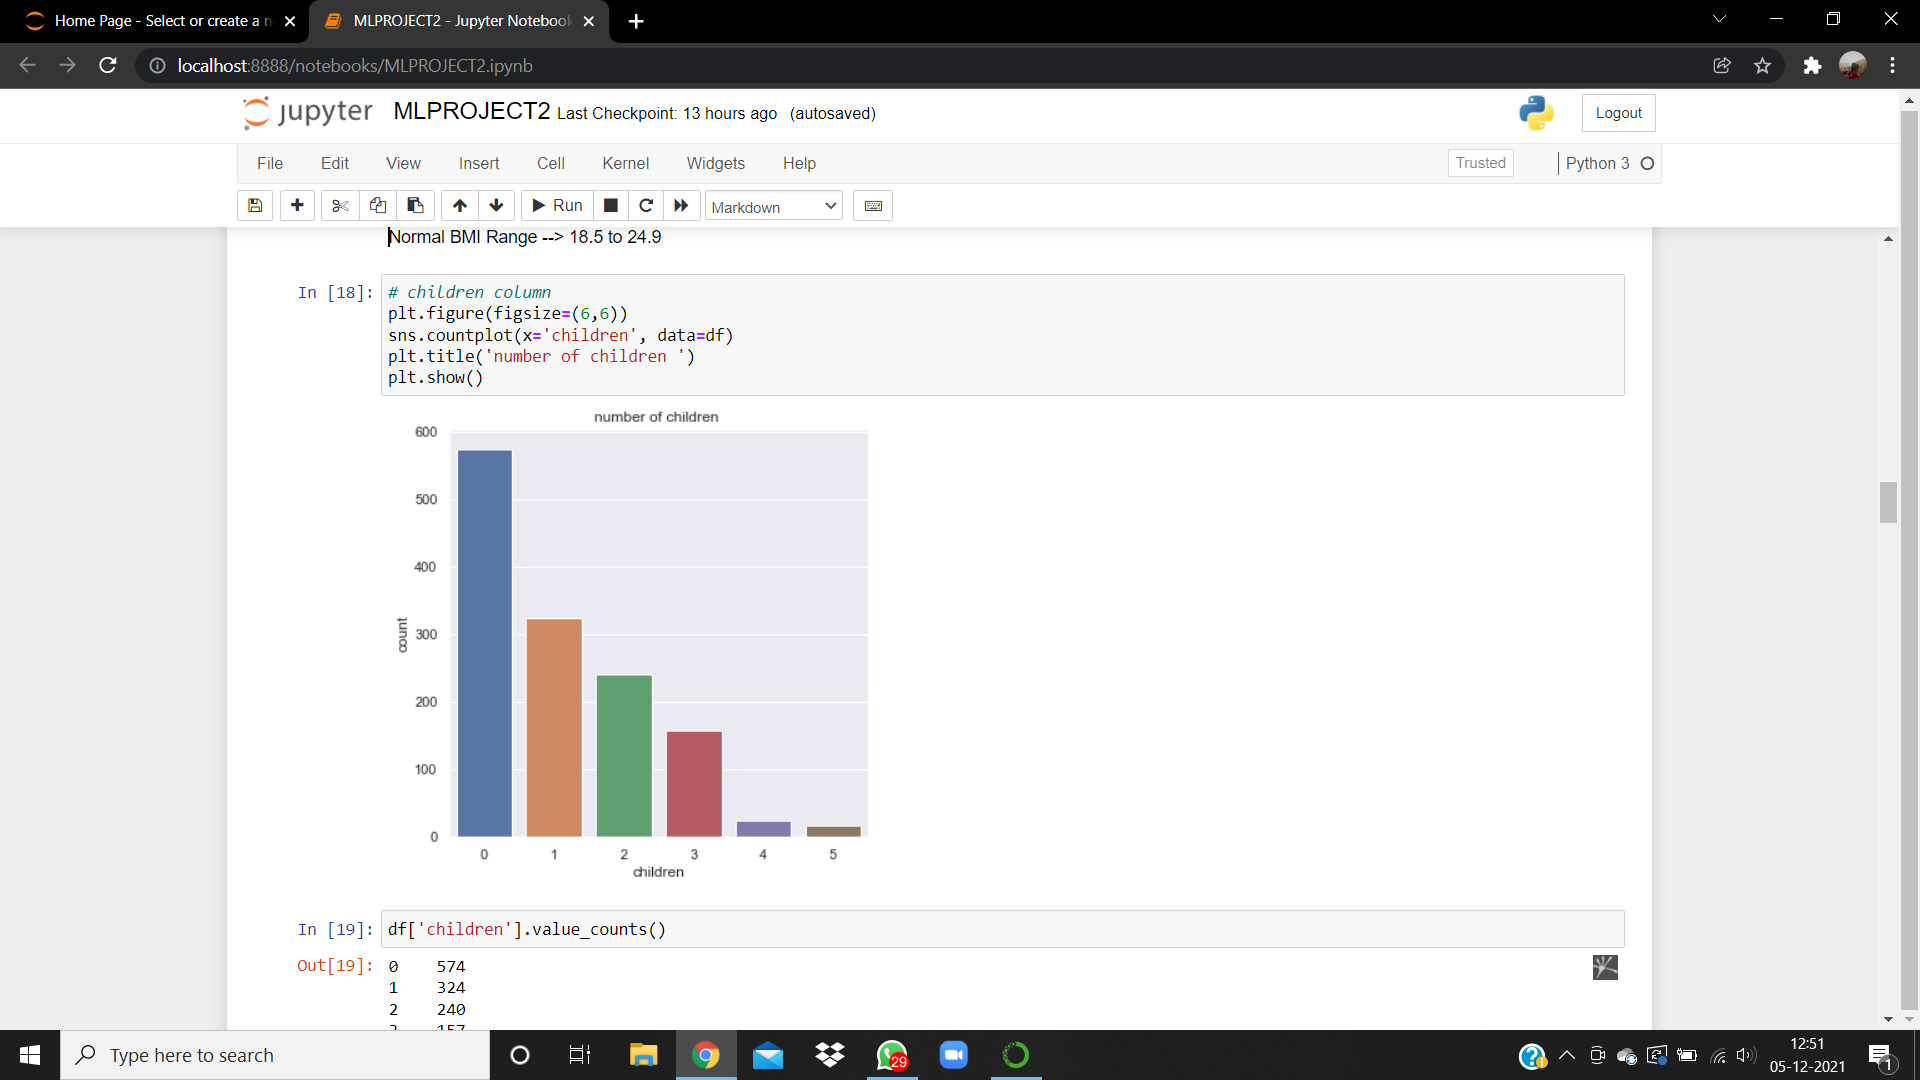 Home Page - Select or create a n
MLPROJECT2 - Jupyter Notebook
localhost:8888/notebooks/MLPROJECT2.ipynb
jupyter MLPROJECT2 Last Checkpoint: 13 hours ago (autosaved)
Logout
File Edit View Insert Cell Kernel Widgets Help
Trusted
Python 3
Run
Markdown
Normal BMI Range --> 18.5 to 24.9
In [18]:
# children column
plt.figure(figsize=(6,6))
sns.countplot(x='children', data=df)
plt.title('number of children ')
plt.show()
number of children
600
500
400
300
200
100
0
count
0 1 2 3 4 5
children
In [19]: df['children'].value_counts()
Out[19]: 0 574
1 324
2 240
3 157
Type here to search
29
12:51
05-12-2021
1